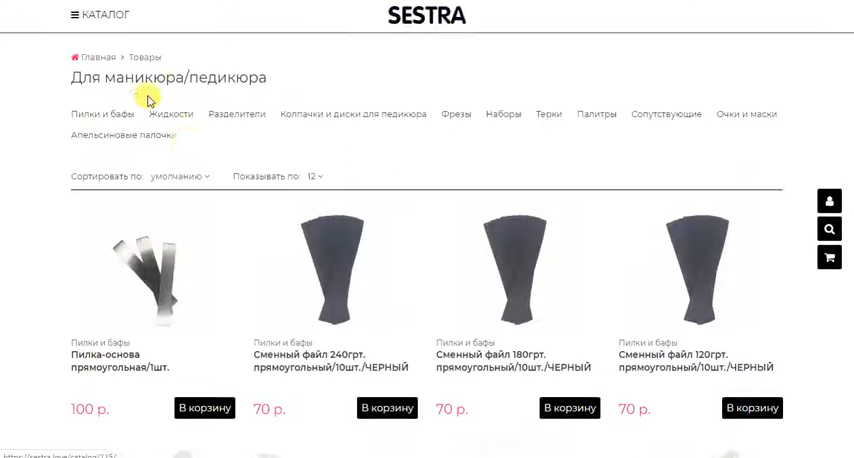 КАТАЛОГ
SESTRA
Главная > Товары
Для маникюра/педикюра
Пилки и бафы Жидкости Разделители Колпачки и диски для педикюра Фрезы Наборы Терки Палитры Сопутствующие Очки и маски
Апельсиновые палочки
Сортировать по: умолчанию Показывать по: 12
Пилки и бафы
Пилка-основа
прямоугольная/1шт.
100 р. В корзину
Пилки и бафы
Сменный файл 240грт.
прямоугольный/10шт./ЧЕРНЫЙ
70 р. В корзину
Пилки и бафы
Сменный файл 180грт.
прямоугольный/10шт./ЧЕРНЫЙ
70 р. В корзину
Пилки и бафы
Сменный файл 120грт.
прямоугольный/10шт./ЧЕРНЫЙ
70 р. В корзину